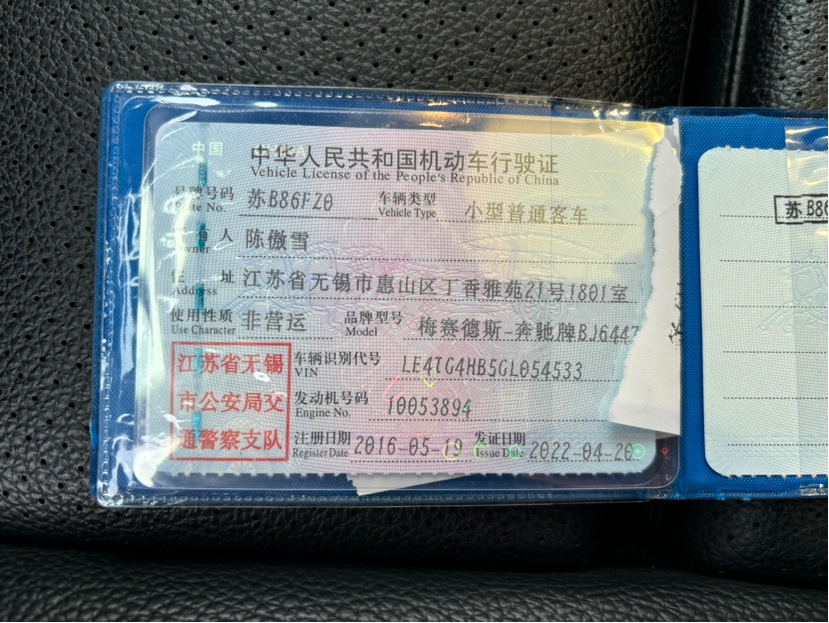 中国
中华人民共和国机动车行驶证
Vehicle License of the People's Republic of China
号牌号码 苏B86FZ0 车辆类型 小型普通客车
Plate No. Vehicle Type
人 陈傲雪
Owner
住 址 江苏省无锡市惠山区丁香雅苑21号1801室
Address
使用性质 非营运 品牌型号 梅赛德斯-奔驰牌BJ6447
Use Character Model
江苏省无锡 车辆识别代号 LE4TG4HB5GL054533
VIN
市公安局交 发动机号码 10053894
Engine No.
通警察支队 注册日期 2016-05-19 发证日期 2022-04-20
Register Date Issue Date
苏B86